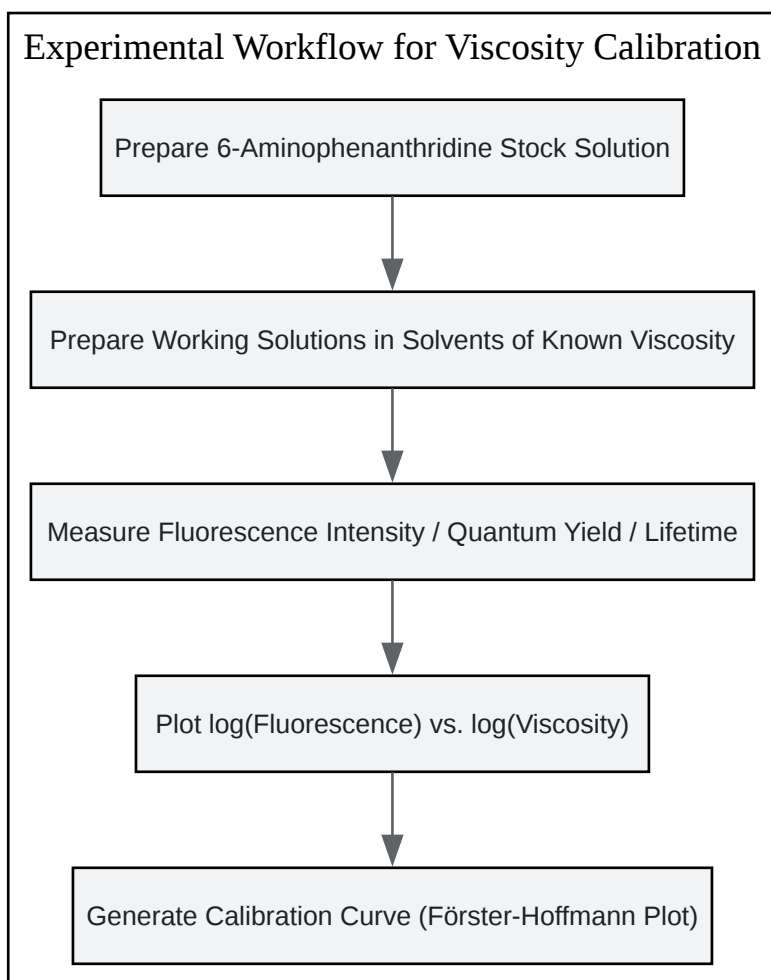 Experimental Workflow for Viscosity Calibration
Prepare 6-Aminophenanthridine Stock Solution
Prepare Working Solutions in Solvents of Known Viscosity
Measure Fluorescence Intensity / Quantum Yield / Lifetime
Plot log(Fluorescence) vs. log(Viscosity)
Generate Calibration Curve (Förster-Hoffmann Plot)